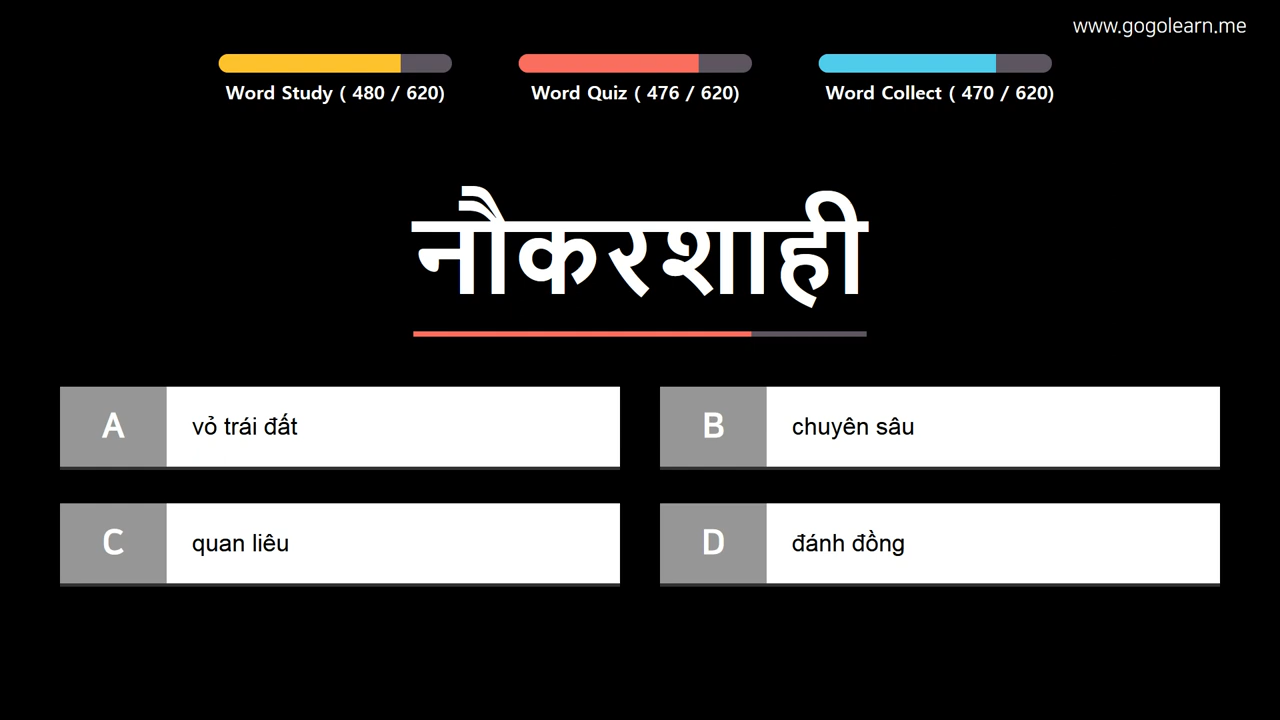 www.gogolearn.me
Word Study ( 480 / 620)
Word Quiz ( 476 / 620)
Word Collect ( 470 / 620)
नौकरशाही
A
vỏ trái đất
B
chuyên sâu
C
quan liêu
D
đánh đồng